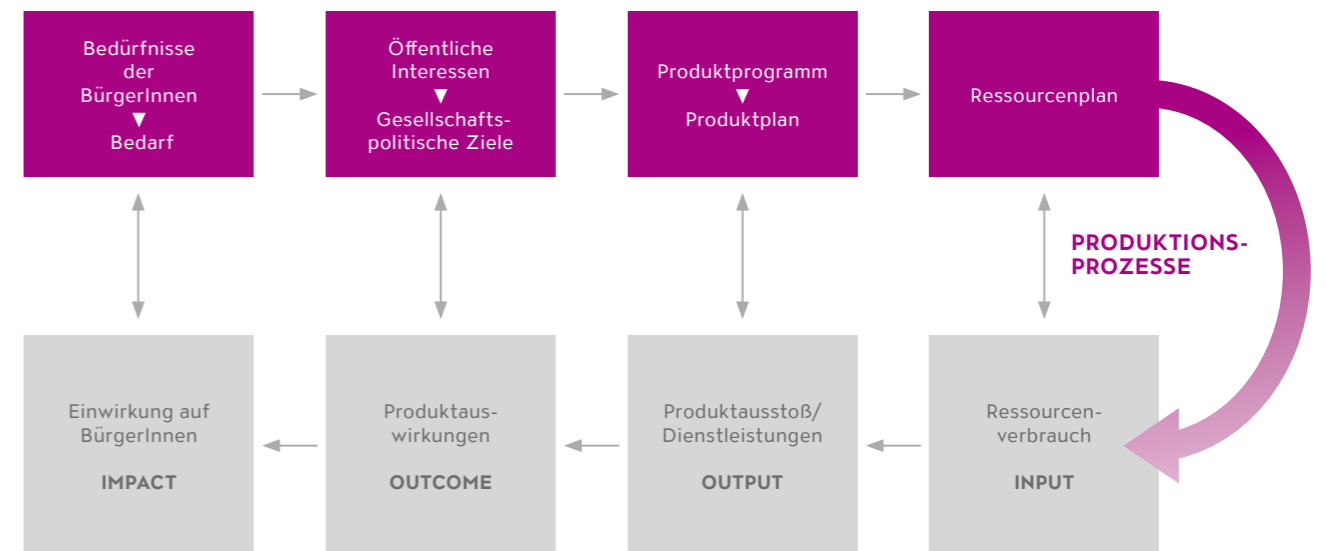 Bedürfnisse
der
BürgerInnen
▼
Bedarf
Öffentliche
Interessen
▼
Gesellschafts-
politische Ziele
Produktprogramm
▼
Produktplan
Ressourcenplan
PRODUKTIONS-
PROZESSE
Einwirkung auf
BürgerInnen
IMPACT
Produktaus-
wirkungen
OUTCOME
Produktausstoß/
Dienstleistungen
OUTPUT
Ressourcen-
verbrauch
INPUT